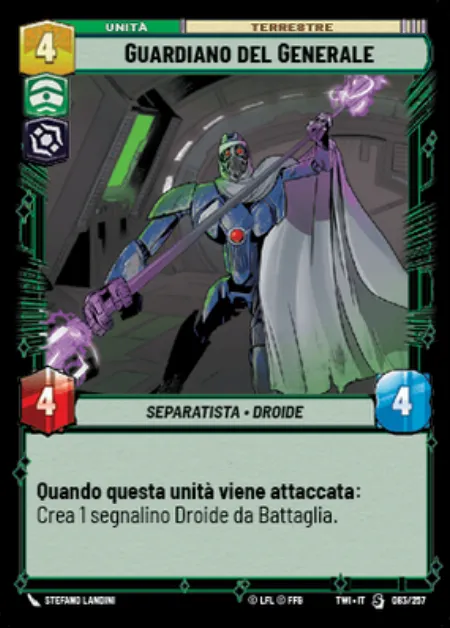 4
UNITÀ
TERRESTRE
GUARDIANO DEL GENERALE
4
SEPARATISTA • DROIDE
4
Quando questa unità viene attaccata:
Crea 1 segnalino Droide da Battaglia.
STEFANO LANDINI
© LFL © FFG
TWI • IT
063/257